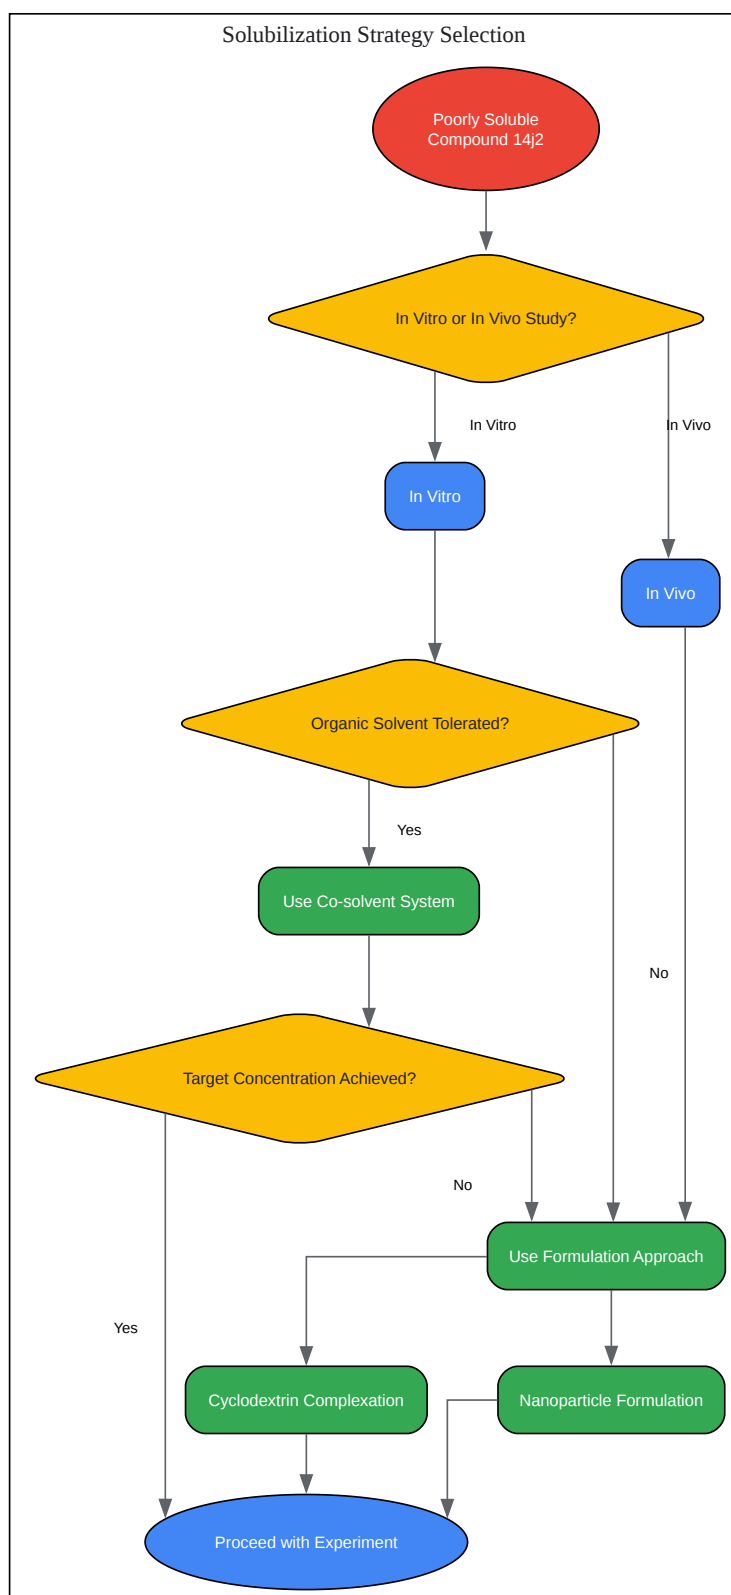 Solubilization Strategy Selection
Poorly Soluble
Compound 14j2
In Vitro or In Vivo Study?
In Vitro
In Vivo
In Vitro
In Vivo
Organic Solvent Tolerated?
Yes
Use Co-solvent System
No
Target Concentration Achieved?
No
Use Formulation Approach
Yes
Cyclodextrin Complexation
Nanoparticle Formulation
Proceed with Experiment